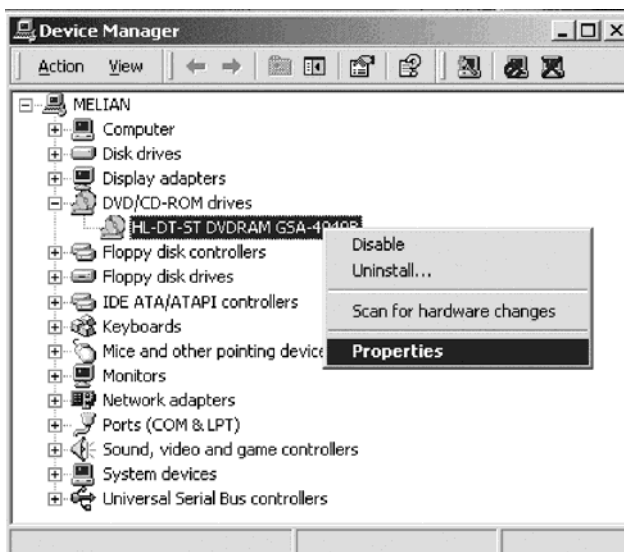 Device Manager
Action View
MELIAN
Computer
Disk drives
Display adapters
DVD/CD-ROM drives
HL-DT-ST DVDRAM GSA-4040B
Disable
Floppy disk controllers
Uninstall...
Floppy disk drives
IDE ATA/ATAPI controllers
Scan for hardware changes
Keyboards
Mice and other pointing device
Properties
Monitors
Network adapters
Ports (COM & LPT)
Sound, video and game controllers
System devices
Universal Serial Bus controllers